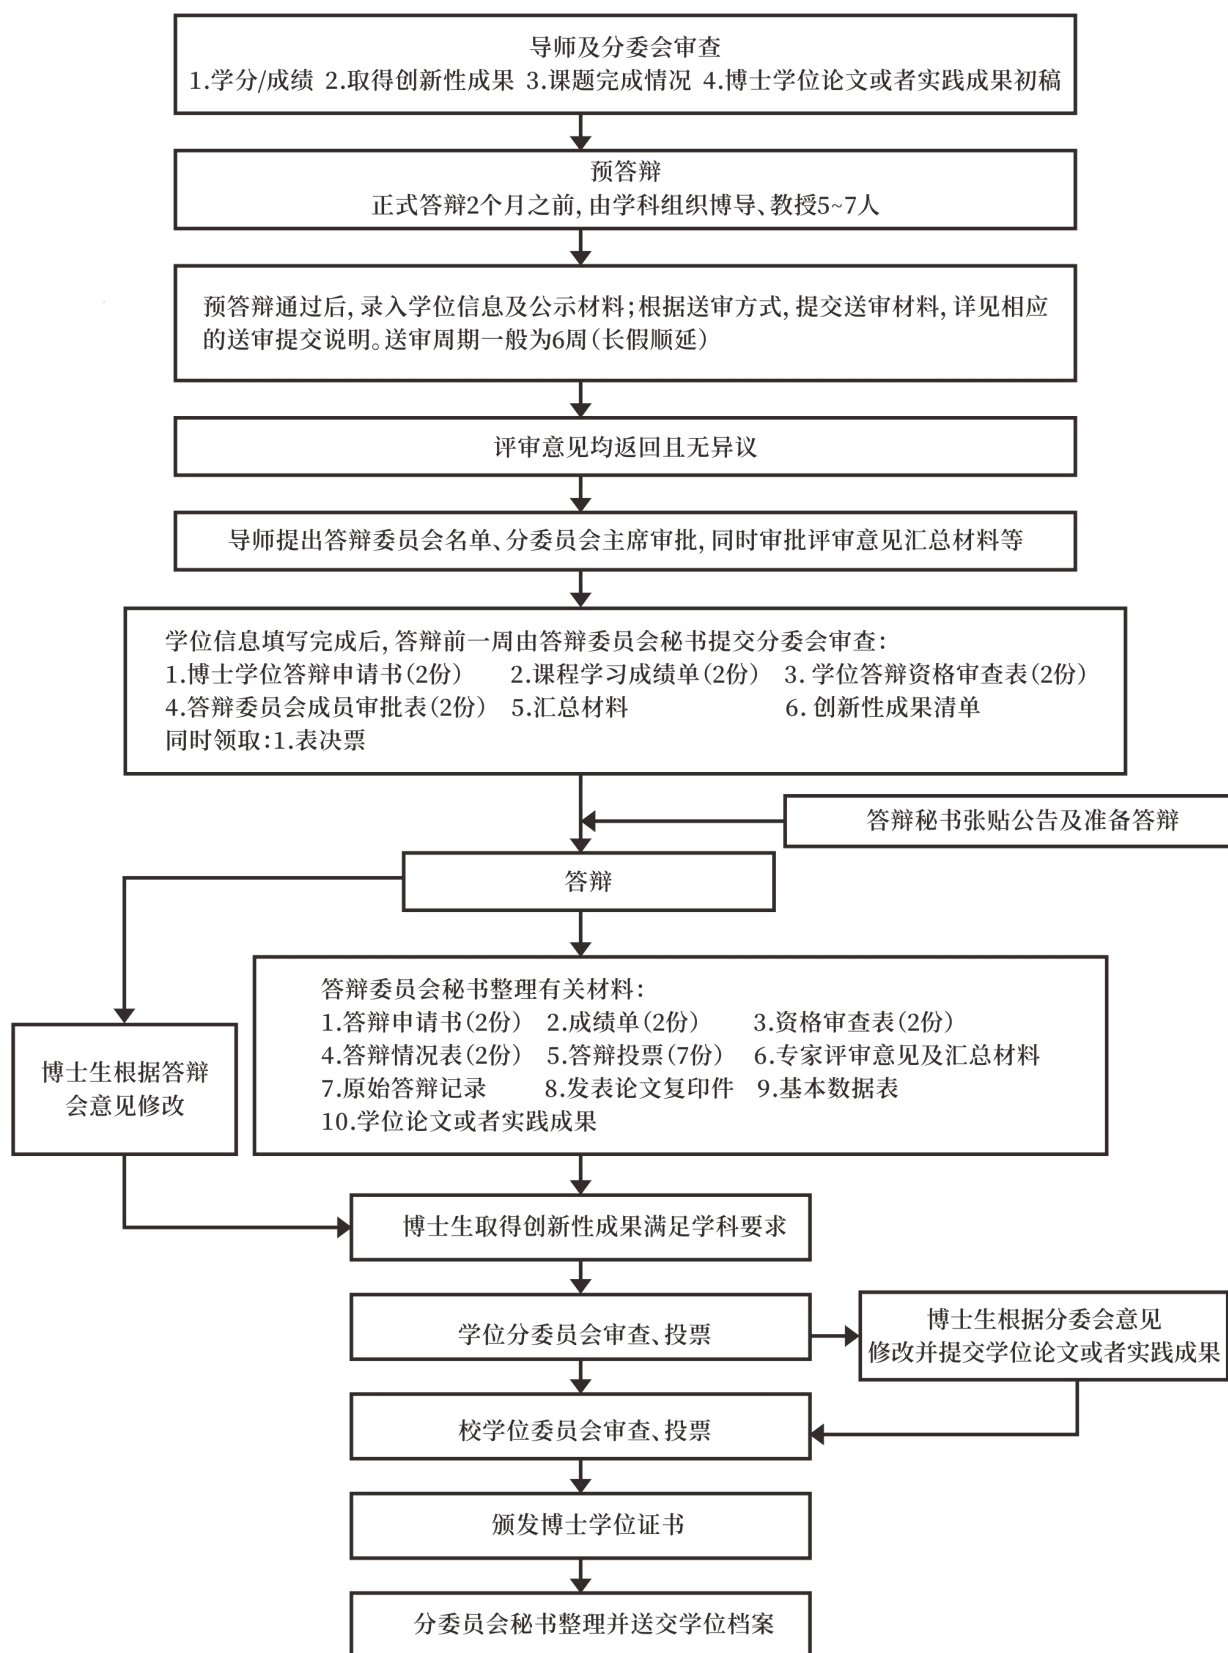 导师及分委会审查
1.学分/成绩 2.取得创新性成果 3.课题完成情况 4.博士学位论文或者实践成果初稿
预答辩
正式答辩2个月之前,由学科组织博导、教授5~7人
预答辩通过后,录入学位信息及公示材料;根据送审方式,提交送审材料,详见相应
的送审提交说明。送审周期一般为6周(长假顺延)
评审意见均返回且无异议
导师提出答辩委员会名单、分委员会主席审批,同时审批评审意见汇总材料等
学位信息填写完成后,答辩前一周由答辩委员会秘书提交分委会审查:
1.博士学位答辩申请书(2份) 2.课程学习成绩单(2份) 3. 学位答辩资格审查表(2份)
4.答辩委员会成员审批表(2份) 5.汇总材料 6. 创新性成果清单
同时领取:1.表决票
答辩秘书张贴公告及准备答辩
答辩
答辩委员会秘书整理有关材料:
1.答辩申请书(2份) 2.成绩单(2份) 3.资格审查表(2份)
4.答辩情况表(2份) 5.答辩投票(7份) 6.专家评审意见及汇总材料
7.原始答辩记录 8.发表论文复印件 9.基本数据表
10.学位论文或者实践成果
博士生根据答辩
会意见修改
博士生取得创新性成果满足学科要求
学位分委员会审查、投票
博士生根据分委会意见
修改并提交学位论文或者实践成果
校学位委员会审查、投票
颁发博士学位证书
分委员会秘书整理并送交学位档案